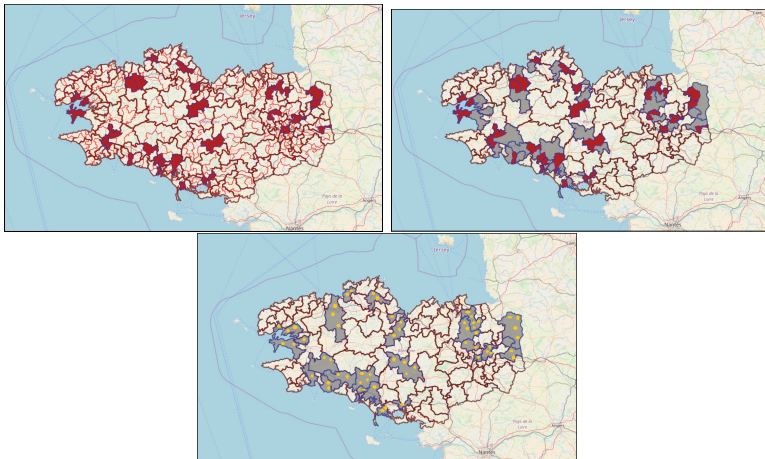 Jersey
Jersey
Pays de la
Loire
Angers
Nantes
Pays de la
Loire
Angers
Nantes
Jersey
Pays de la
Loire
Angers
Nantes